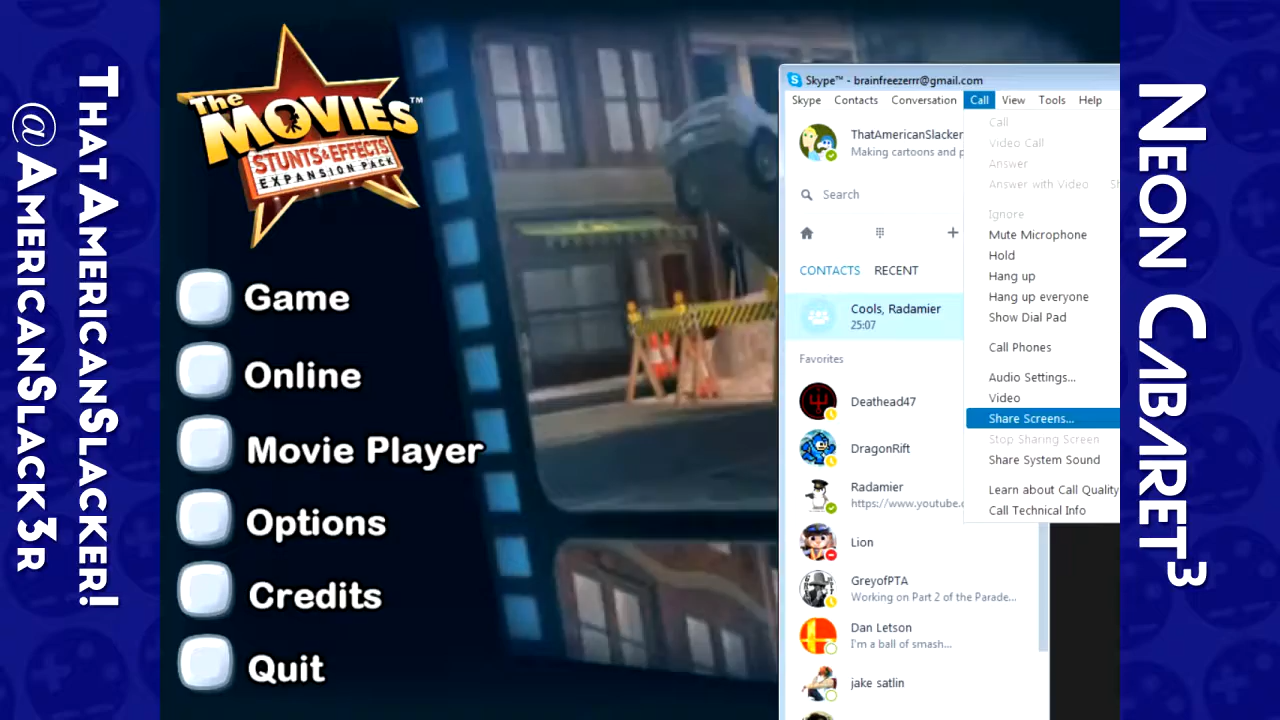 THATAMERICANSLACKER!
@AMERICANSLACK3R
The
MOVIES™
STUNTS & EFFECTS
EXPANSION PACK
Game
Online
Movie Player
Options
Credits
Quit
Skype™ - brainfreezerrr@gmail.com
Skype Contacts Conversation Call View Tools Help
ThatAmericanSlacker
Making cartoons and p
Search
CONTACTS RECENT
Cools, Radamier
25:07
Favorites
Deathead47
DragonRift
Radamier
https://www.youtube.c
Lion
GreyofPTA
Working on Part 2 of the Parade...
Dan Letson
I'm a ball of smash...
jake satlin
Call
Video Call
Answer
Answer with Video Sh
Ignore
Mute Microphone
Hold
Hang up
Hang up everyone
Show Dial Pad
Call Phones
Audio Settings...
Video
Share Screens...
Stop Sharing Screen
Share System Sound
Learn about Call Quality
Call Technical Info
NEON CABARET3